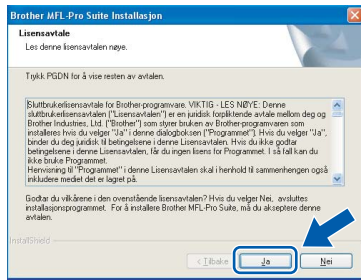 Brother MFL-Pro Suite Installasjon
Lisensavtale
Les denne lisensavtalen nøye.
Trykk PGDN for å vise resten av avtalen.
Sluttbrukerlisensavtale for Brother-programvare. VIKTIG - LES NØYE: Denne
sluttbrukerlisensavtalen ("Lisensavtalen") er en juridisk forpliktende avtale mellom deg og
Brother Industries, Ltd. ("Brother") som styrer bruken av Brother-programvaren som
installeres hvis du velger "Ja" i denne dialogboksen ("Programmet"). Hvis du velger "Ja",
binder du deg juridisk til betingelsene i denne Lisensavtalen. Hvis du ikke godtar
betingelsene i denne Lisensavtalen, får du ingen lisens for Programmet. I så fall kan du
ikke bruke Programmet.
Henvisning til "Programmet" i denne Lisensavtalen skal i henhold til sammenhengen også
inkludere mediet det er lagret på.
Godtar du vilkårene i den ovenstående lisensavtalen? Hvis du velger Nei, avsluttes
installasjonsprogrammet. For å installere Brother MFL-Pro Suite, må du akseptere denne
avtalen.
InstallShield
< Tilbake
Ja
Nei